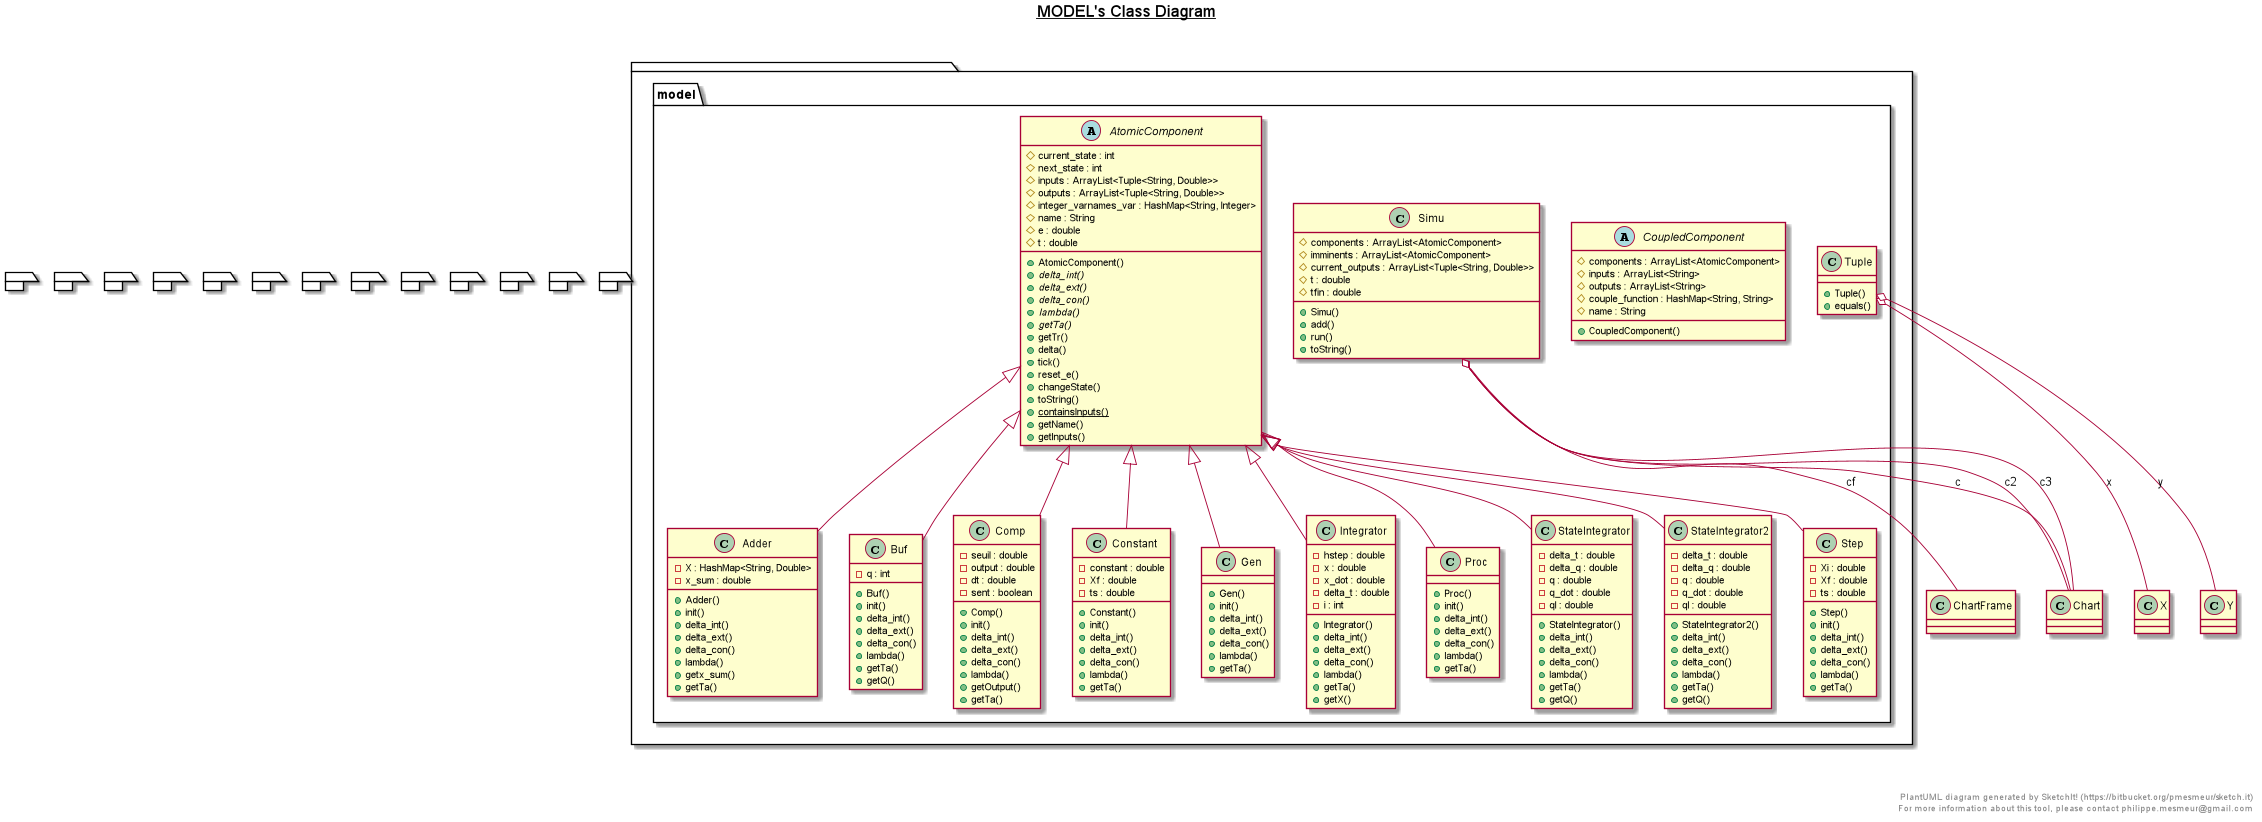 MODEL's Class Diagram
model
A AtomicComponent
current_state : int
next_state : int
inputs : ArrayList<Tuple<String, Double>>
outputs : ArrayList<Tuple<String, Double>>
integer_varnames_var : HashMap<String, Integer>
name : String
e : double
t : double
AtomicComponent()
delta_int()
delta_ext()
delta_con()
lambda()
getTa()
getTr()
delta()
tick()
reset_e()
changeState()
toString()
containsInputs()
getName()
getInputs()
C Simu
components : ArrayList<AtomicComponent>
imminents : ArrayList<AtomicComponent>
current_outputs : ArrayList<Tuple<String, Double>>
t : double
tfin : double
Simu()
add()
run()
toString()
A CoupledComponent
components : ArrayList<AtomicComponent>
inputs : ArrayList<String>
outputs : ArrayList<String>
couple_function : HashMap<String, String>
name : String
CoupledComponent()
C Tuple
Tuple()
equals()
cf
c
c2
c3
x
y
C Adder
X : HashMap<String, Double>
x_sum : double
Adder()
init()
delta_int()
delta_ext()
delta_con()
lambda()
getx_sum()
getTa()
C Buf
q : int
Buf()
init()
delta_int()
delta_ext()
delta_con()
lambda()
getTa()
getQ()
C Comp
seuil : double
output : double
dt : double
sent : boolean
Comp()
init()
delta_int()
delta_ext()
delta_con()
lambda()
getOutput()
getTa()
C Constant
constant : double
Xf : double
ts : double
Constant()
init()
delta_int()
delta_ext()
delta_con()
lambda()
getTa()
C Gen
Gen()
init()
delta_int()
delta_ext()
delta_con()
lambda()
getTa()
C Integrator
hstep : double
x : double
x_dot : double
delta_t : double
i : int
Integrator()
delta_int()
delta_ext()
delta_con()
lambda()
getTa()
getX()
C Proc
Proc()
init()
delta_int()
delta_ext()
delta_con()
lambda()
getTa()
C StateIntegrator
delta_t : double
delta_q : double
q : double
q_dot : double
ql : double
StateIntegrator()
delta_int()
delta_ext()
delta_con()
lambda()
getTa()
getQ()
C StateIntegrator2
delta_t : double
delta_q : double
q : double
q_dot : double
ql : double
StateIntegrator2()
delta_int()
delta_ext()
delta_con()
lambda()
getTa()
getQ()
C Step
Xi : double
Xf : double
ts : double
Step()
init()
delta_int()
delta_ext()
delta_con()
lambda()
getTa()
C ChartFrame
C Chart
C X
C Y
PlantUML diagram generated by SketchIt! (https://bitbucket.org/pmesmeur/sketch.it)
For more information about this tool, please contact philippe.mesmeur@gmail.com